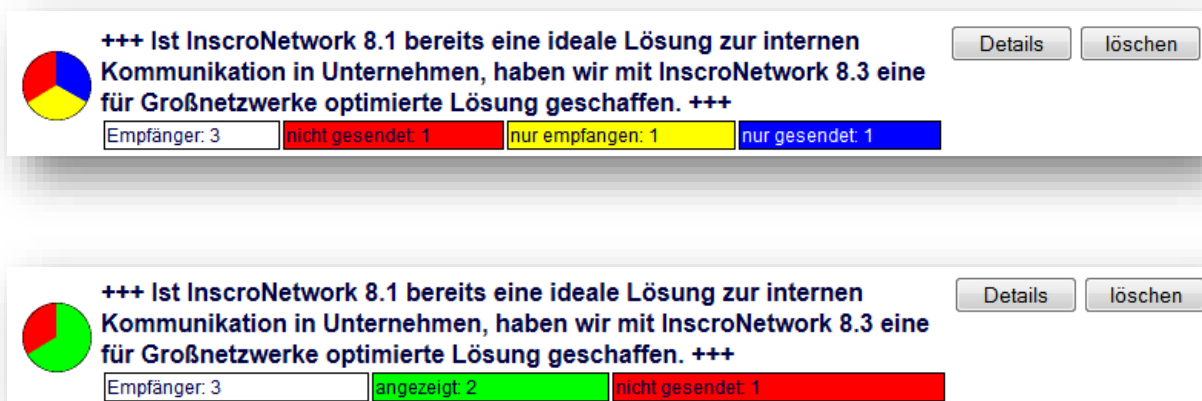 +++ Ist InscroNetwork 8.1 bereits eine ideale Lösung zur internen
Kommunikation in Unternehmen, haben wir mit InscroNetwork 8.3 eine
für Großnetzwerke optimierte Lösung geschaffen. +++
Details löschen
Empfänger: 3 nicht gesendet: 1 nur empfangen: 1 nur gesendet: 1
+++ Ist InscroNetwork 8.1 bereits eine ideale Lösung zur internen
Kommunikation in Unternehmen, haben wir mit InscroNetwork 8.3 eine
für Großnetzwerke optimierte Lösung geschaffen. +++
Details löschen
Empfänger: 3 angezeigt: 2 nicht gesendet: 1